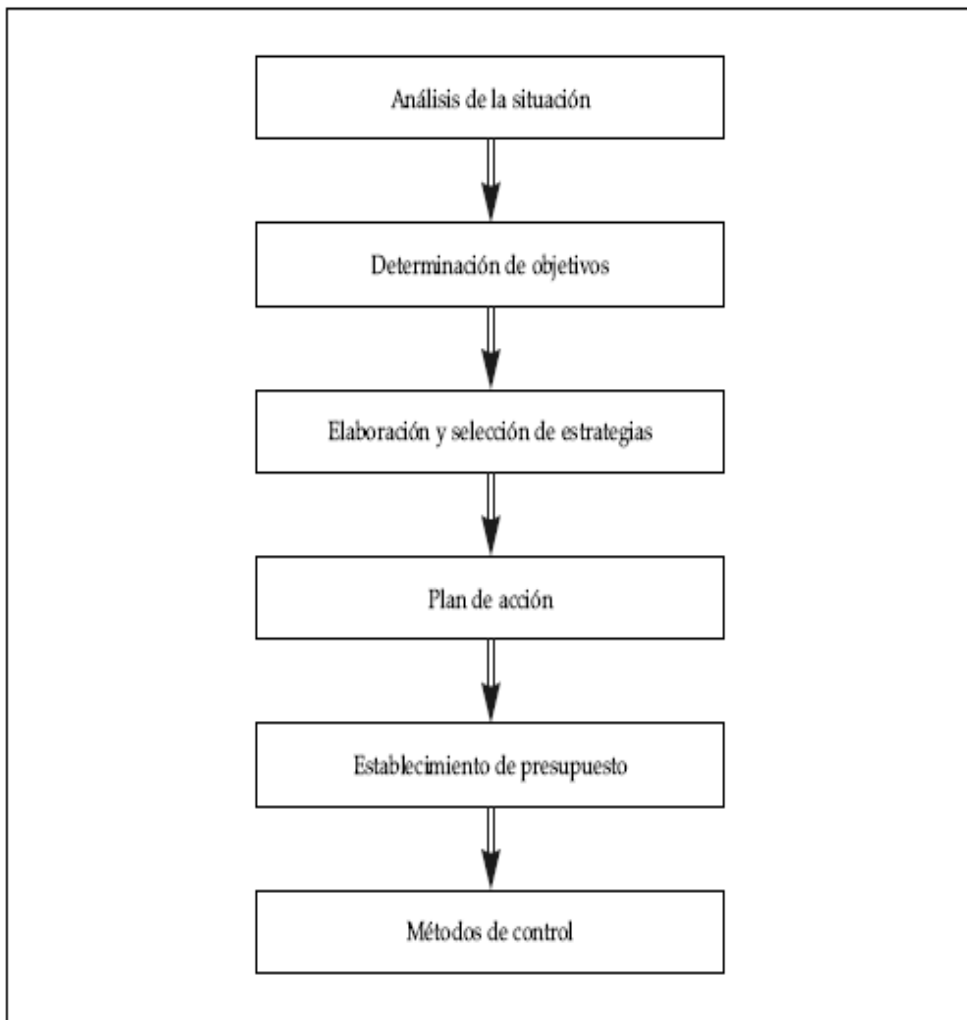 Análisis de la situación
Determinación de objetivos
Elaboración y selección de estrategias
Plan de acción
Establecimiento de presupuesto
Métodos de control